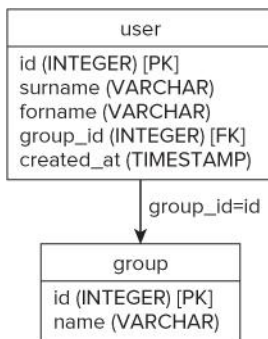 user
id (INTEGER) [PK]
surname (VARCHAR)
forname (VARCHAR)
group_id (INTEGER) [FK]
created_at (TIMESTAMP)
group_id=id
group
id (INTEGER) [PK]
name (VARCHAR)